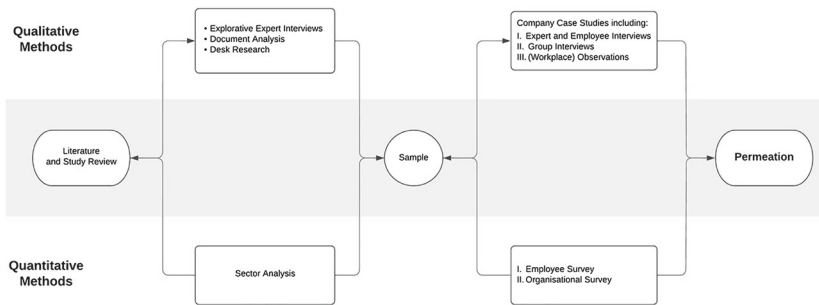 Qualitative
Methods
• Explorative Expert Interviews
• Document Analysis
• Desk Research
Company Case Studies including:
I. Expert and Employee Interviews
II. Group Interviews
III. (Workplace) Observations
Literature
and Study Review
Sample
Permeation
Quantitative
Methods
Sector Analysis
I. Employee Survey
II. Organisational Survey